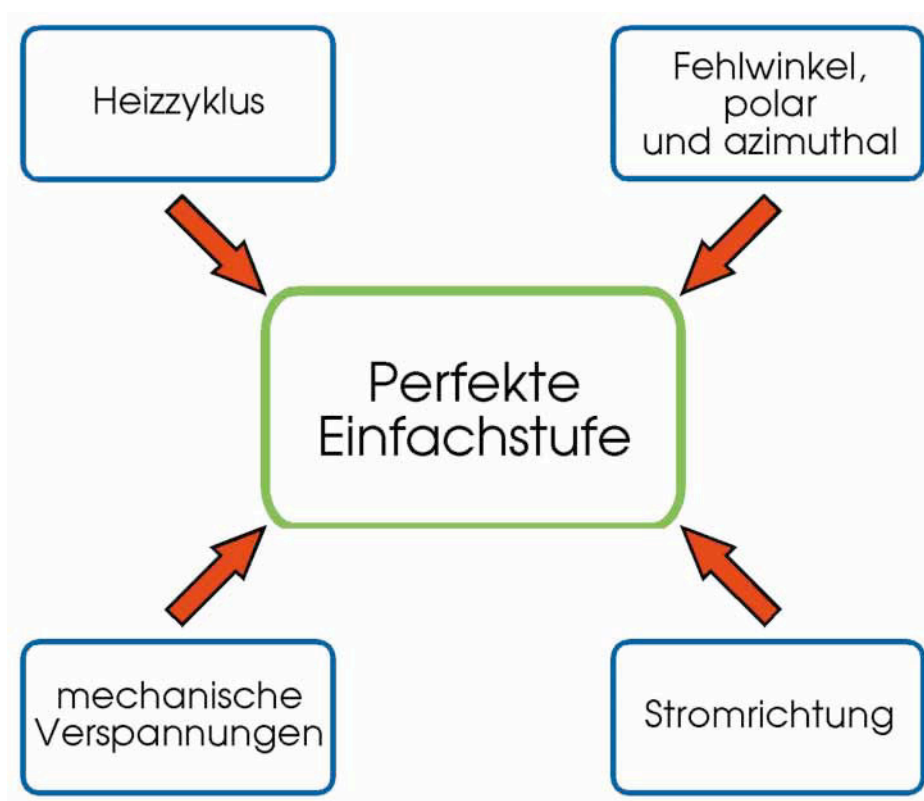 Heizzyklus
Fehlwinkel,
polar
und azimuthal
Perfekte
Einfachstufe
mechanische
Verspannungen
Stromrichtung